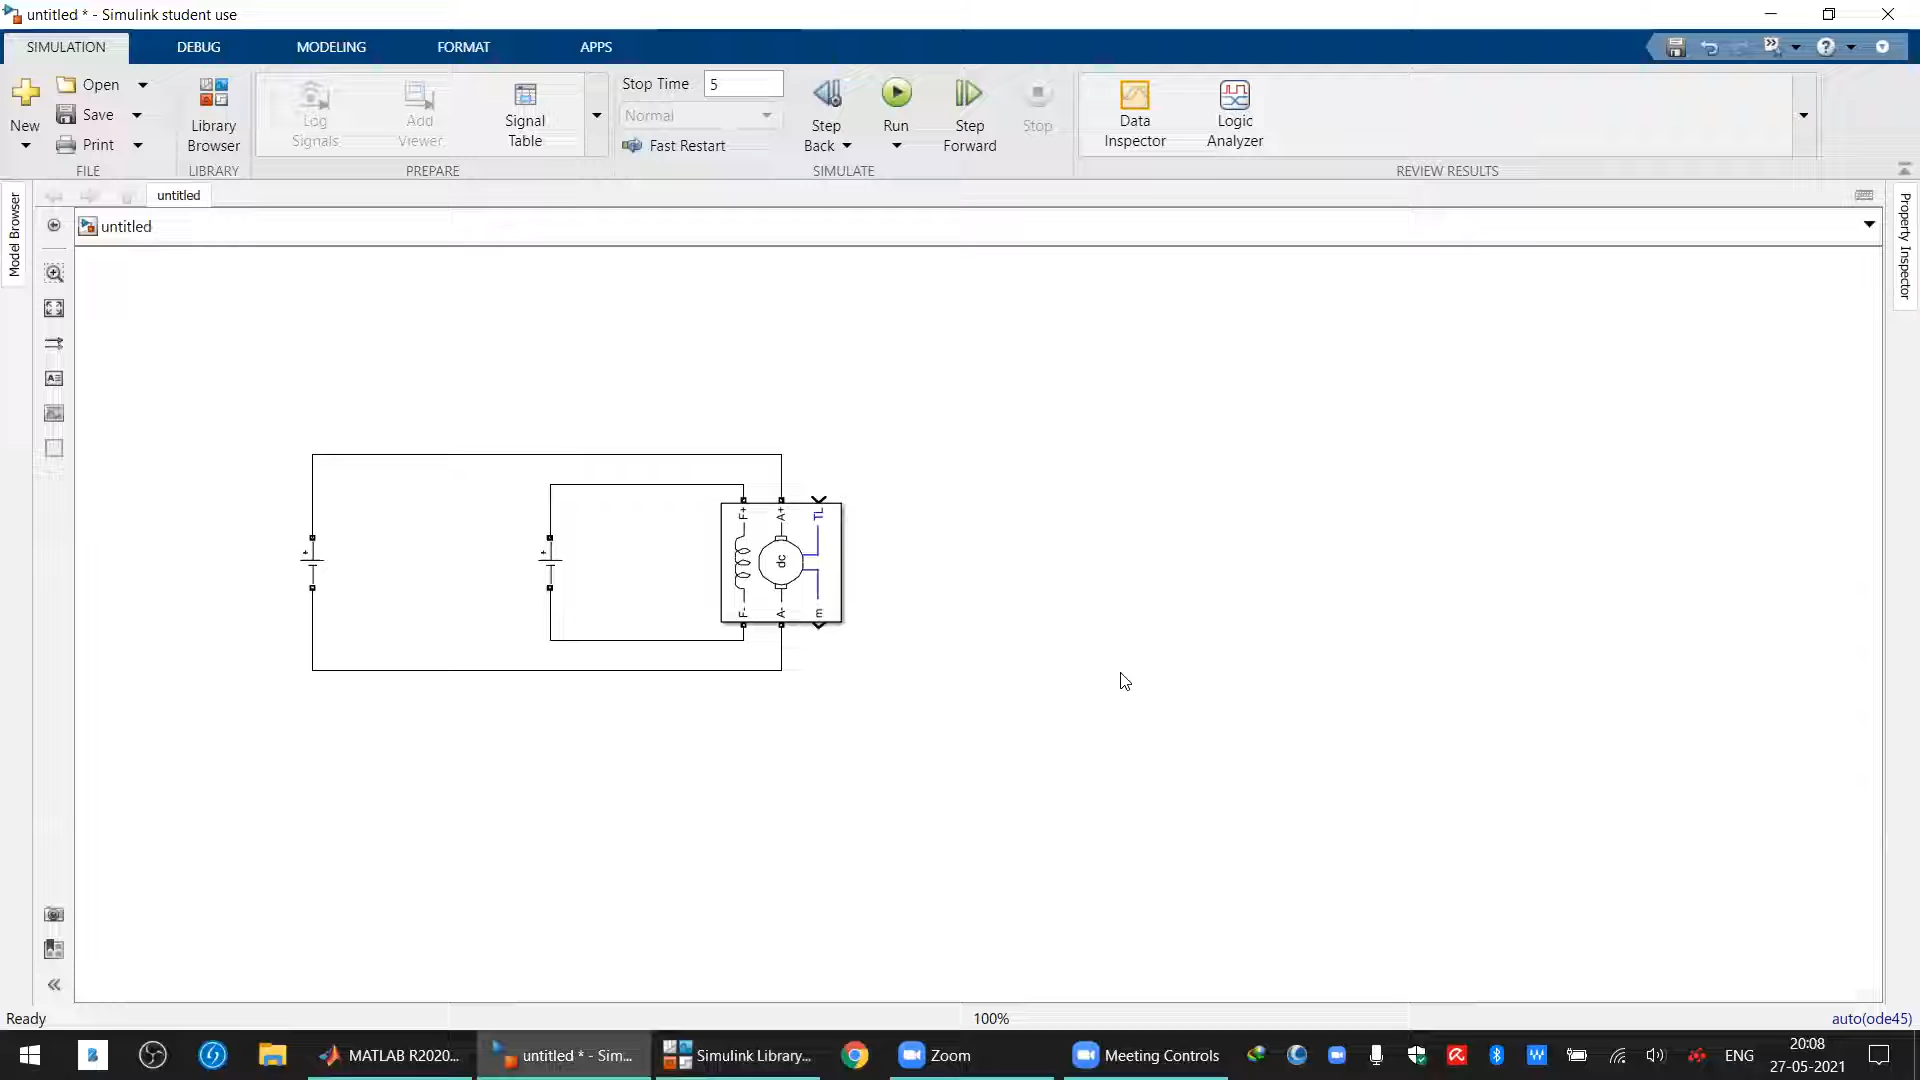 untitled * - Simulink student use
SIMULATION DEBUG MODELING FORMAT APPS
New
Open
Save
Print
FILE
Library Browser
LIBRARY
Log Signals
Add Viewer
Signal Table
PREPARE
Stop Time 5
Normal
Fast Restart
Step Back
Run
Step Forward
Stop
SIMULATE
Data Inspector
Logic Analyzer
REVIEW RESULTS
Model Browser
untitled
untitled
Property Inspector
+
+
F+ A+ TL
dc
F- A- m
Ready 100% auto(ode45)
MATLAB R2020... untitled * - Sim... Simulink Library... Zoom Meeting Controls ENG
20:08
27-05-2021